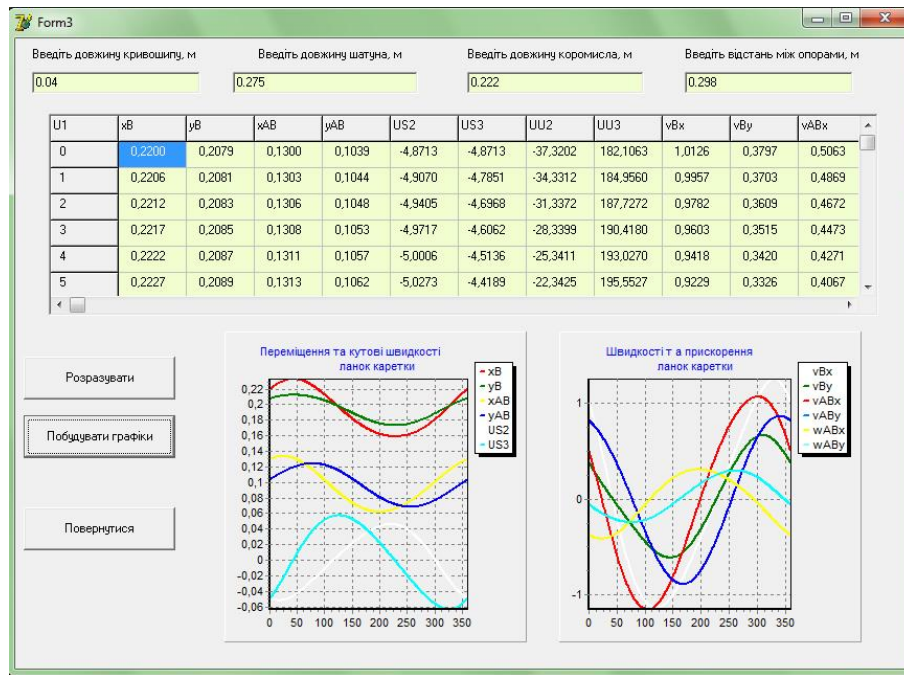 Form3
Введіть довжину кривошипу, м Введіть довжину шатуна, м Введіть довжину коромисла, м Введіть відстань між опорами, м
0.04 0.275 0.222 0.298
U1 xB yB xAB yAB US2 US3 UU2 UU3 vBx vBy vABx
0 0,2200 0,2079 0,1300 0,1039 -4,8713 -4,8713 -37,3202 182,1063 1,0126 0,3797 0,5063
1 0,2206 0,2081 0,1303 0,1044 -4,9070 -4,7851 -34,3312 184,9560 0,9957 0,3703 0,4869
2 0,2212 0,2083 0,1306 0,1048 -4,9405 -4,6968 -31,3372 187,7272 0,9782 0,3609 0,4672
3 0,2217 0,2085 0,1308 0,1053 -4,9717 -4,6062 -28,3399 190,4180 0,9603 0,3515 0,4473
4 0,2222 0,2087 0,1311 0,1057 -5,0006 -4,5136 -25,3411 193,0270 0,9418 0,3420 0,4271
5 0,2227 0,2089 0,1313 0,1062 -5,0273 -4,4189 -22,3425 195,5527 0,9229 0,3326 0,4067
Розразувати
Побудувати графіки
Повернутися
Переміщення та кутові швидкості
ланок каретки
xB
yB
xAB
yAB
US2
US3
0,22
0,2
0,18
0,16
0,14
0,12
0,1
0,08
0,06
0,04
0,02
0
-0,02
-0,04
-0,06
0 50 100 150 200 250 300 350
Швидкості т а прискорення
ланок каретки
vBx
vBy
vABx
vABy
wABx
wABy
1
0
-1
0 50 100 150 200 250 300 350